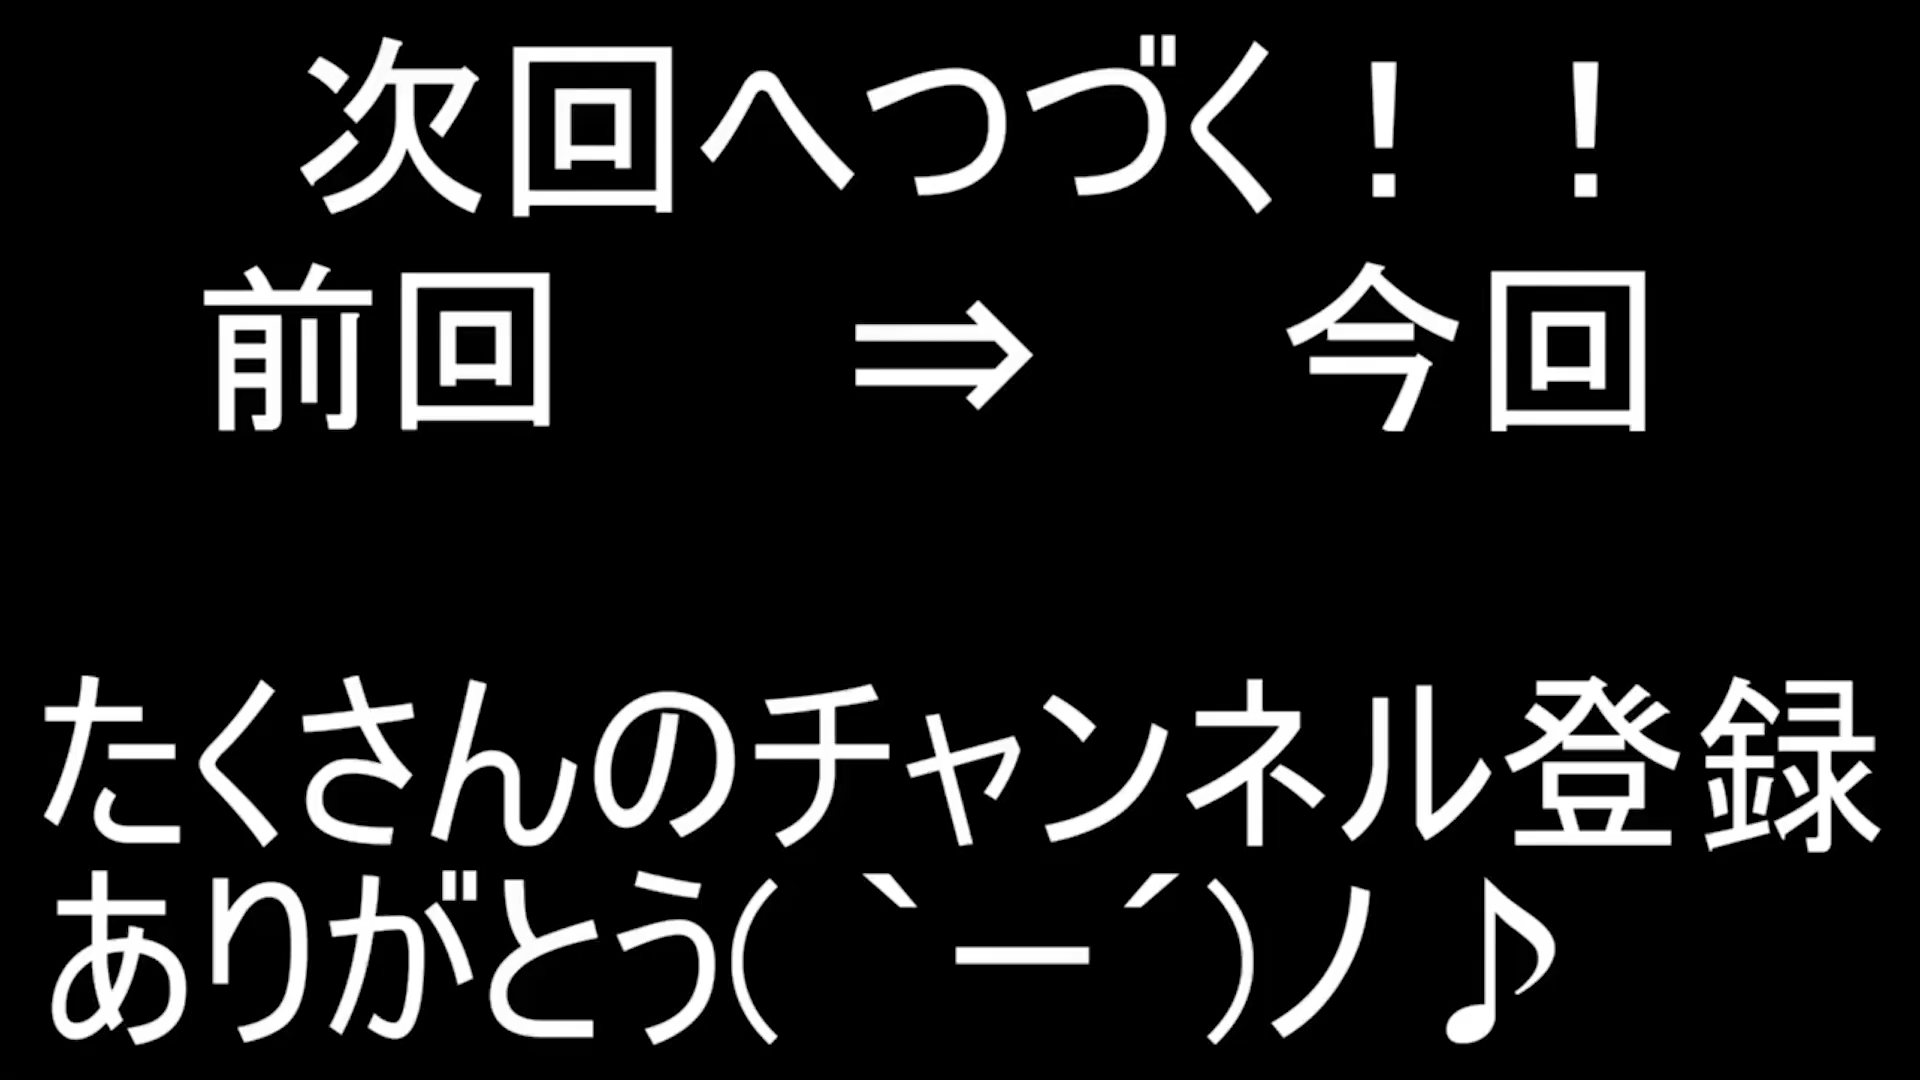 次回へつづく！！
前回　⇒　今回
たくさんのチャンネル登録
ありがとう(｀－´)ノ♪